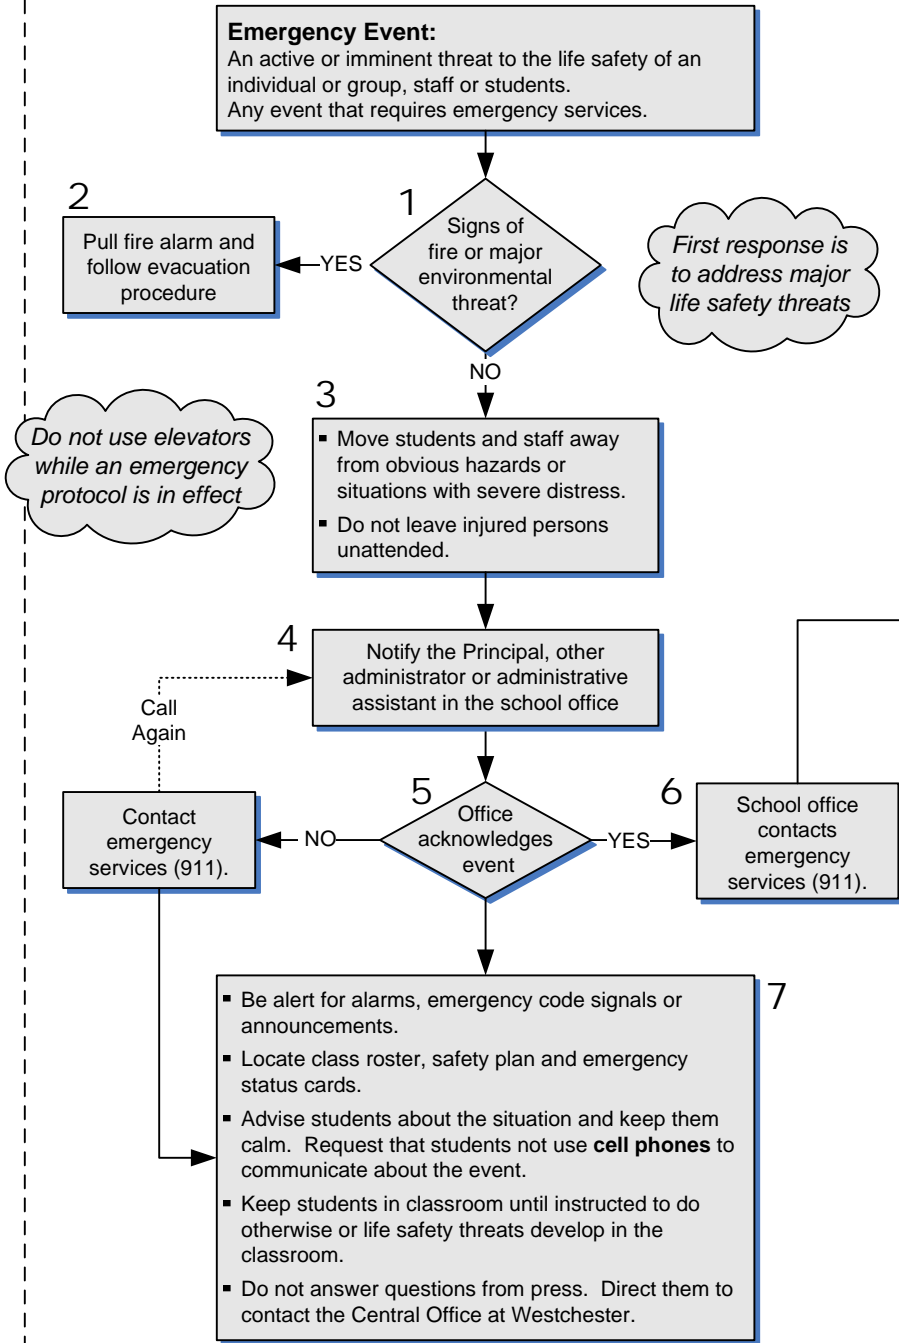 Emergency Event:
An active or imminent threat to the life safety of an
individual or group, staff or students.
Any event that requires emergency services.
1
Signs of
fire or major
environmental
threat?
YES
2
Pull fire alarm and
follow evacuation
procedure
First response is
to address major
life safety threats
NO
3
▪ Move students and staff away
from obvious hazards or
situations with severe distress.
▪ Do not leave injured persons
unattended.
Do not use elevators
while an emergency
protocol is in effect
4
Notify the Principal, other
administrator or administrative
assistant in the school office
Call
Again
5
Office
acknowledges
event
NO
Contact
emergency
services (911).
YES
6
School office
contacts
emergency
services (911).
7
▪ Be alert for alarms, emergency code signals or
announcements.
▪ Locate class roster, safety plan and emergency
status cards.
▪ Advise students about the situation and keep them
calm.  Request that students not use cell phones to
communicate about the event.
▪ Keep students in classroom until instructed to do
otherwise or life safety threats develop in the
classroom.
▪ Do not answer questions from press.  Direct them to
contact the Central Office at Westchester.